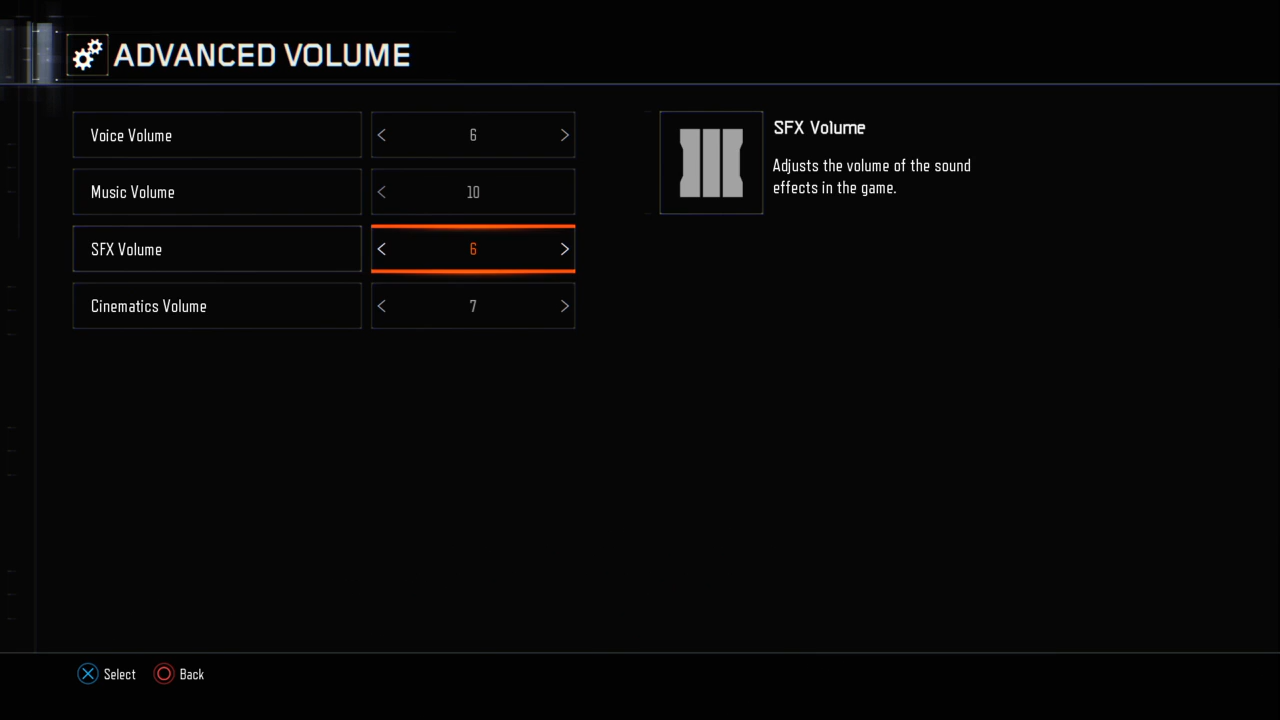 ADVANCED VOLUME
Voice Volume < 6 >
Music Volume < 10
SFX Volume < 6 >
Cinematics Volume < 7 >
SFX Volume
Adjusts the volume of the sound
effects in the game.
Select Back